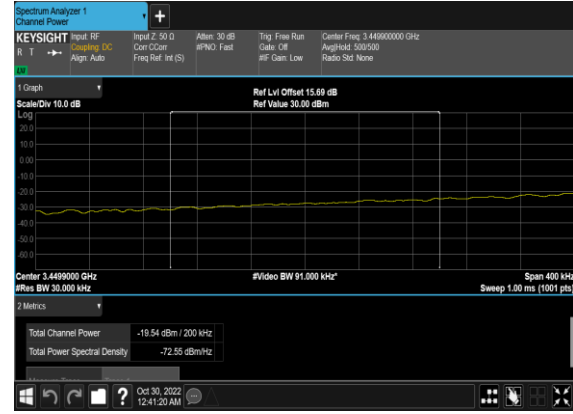 Spectrum Analyzer 1
Channel Power
+
KEYSIGHT Input: RF Input Z: 50 Ω Atten: 30 dB Trig: Free Run Center Freq: 3.449900000 GHz
R T Coupling: DC Corr CCorr #PNO: Fast Gate: Off Avg|Hold: 500/500
Align: Auto Freq Ref: Int (S) #IF Gain: Low Radio Std: None
1 Graph
Ref Lvl Offset 15.69 dB
Scale/Div 10.0 dB Ref Value 30.00 dBm
Log
20.0
10.0
0.00
-10.0
-20.0
-30.0
-40.0
-50.0
-60.0
Center 3.4499000 GHz #Video BW 91.000 kHz* Span 400 kHz
#Res BW 30.000 kHz Sweep 1.00 ms (1001 pts)
2 Metrics
Total Channel Power -19.54 dBm / 200 kHz
Total Power Spectral Density -72.55 dBm/Hz
? Oct 30, 2022
12:41:20 AM